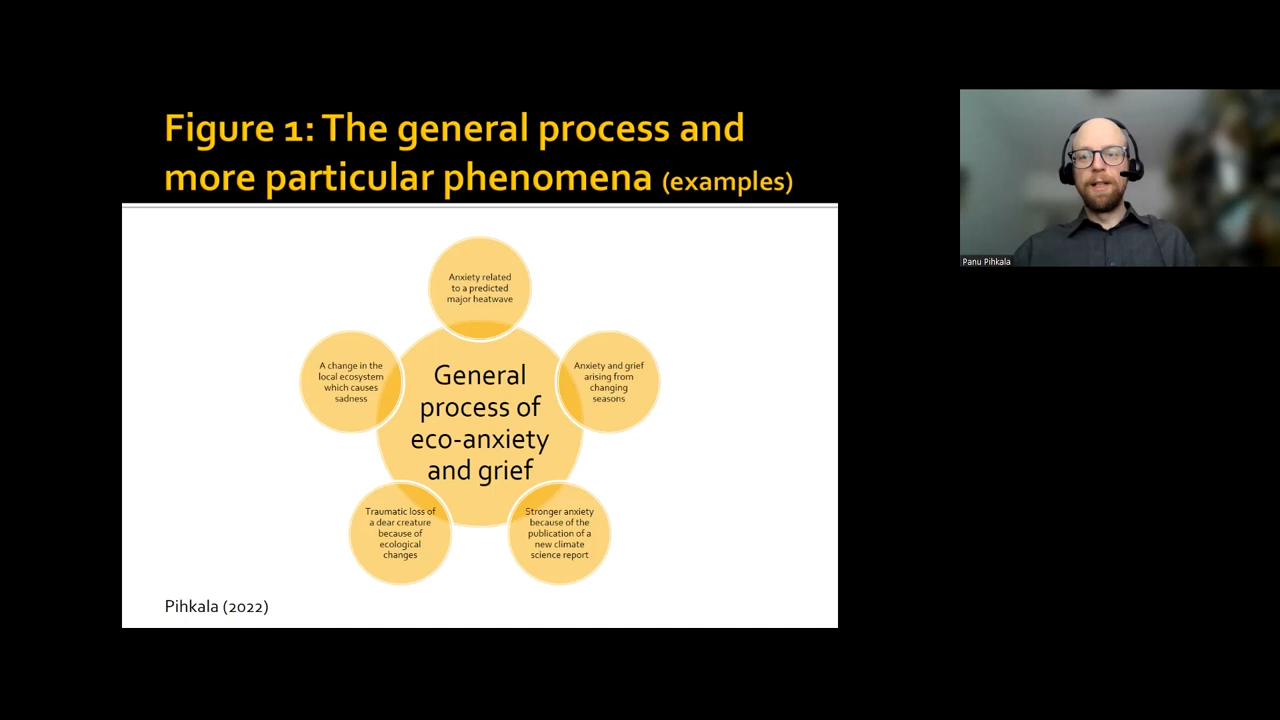 Figure 1: The general process and
more particular phenomena (examples)
Anxiety related
to a predicted
major heatwave
A change in the
local ecosystem
which causes
sadness
General
process of
eco-anxiety
and grief
Anxiety and grief
arising from
changing
seasons
Traumatic loss of
a dear creature
because of
ecological
changes
Stronger anxiety
because of the
publication of a
new climate
science report
Pihkala (2022)
Panu Pihkala